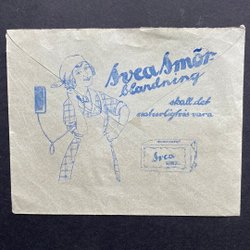 Svea Smör-
blandning
skall det
naturligtvis vara
Svea